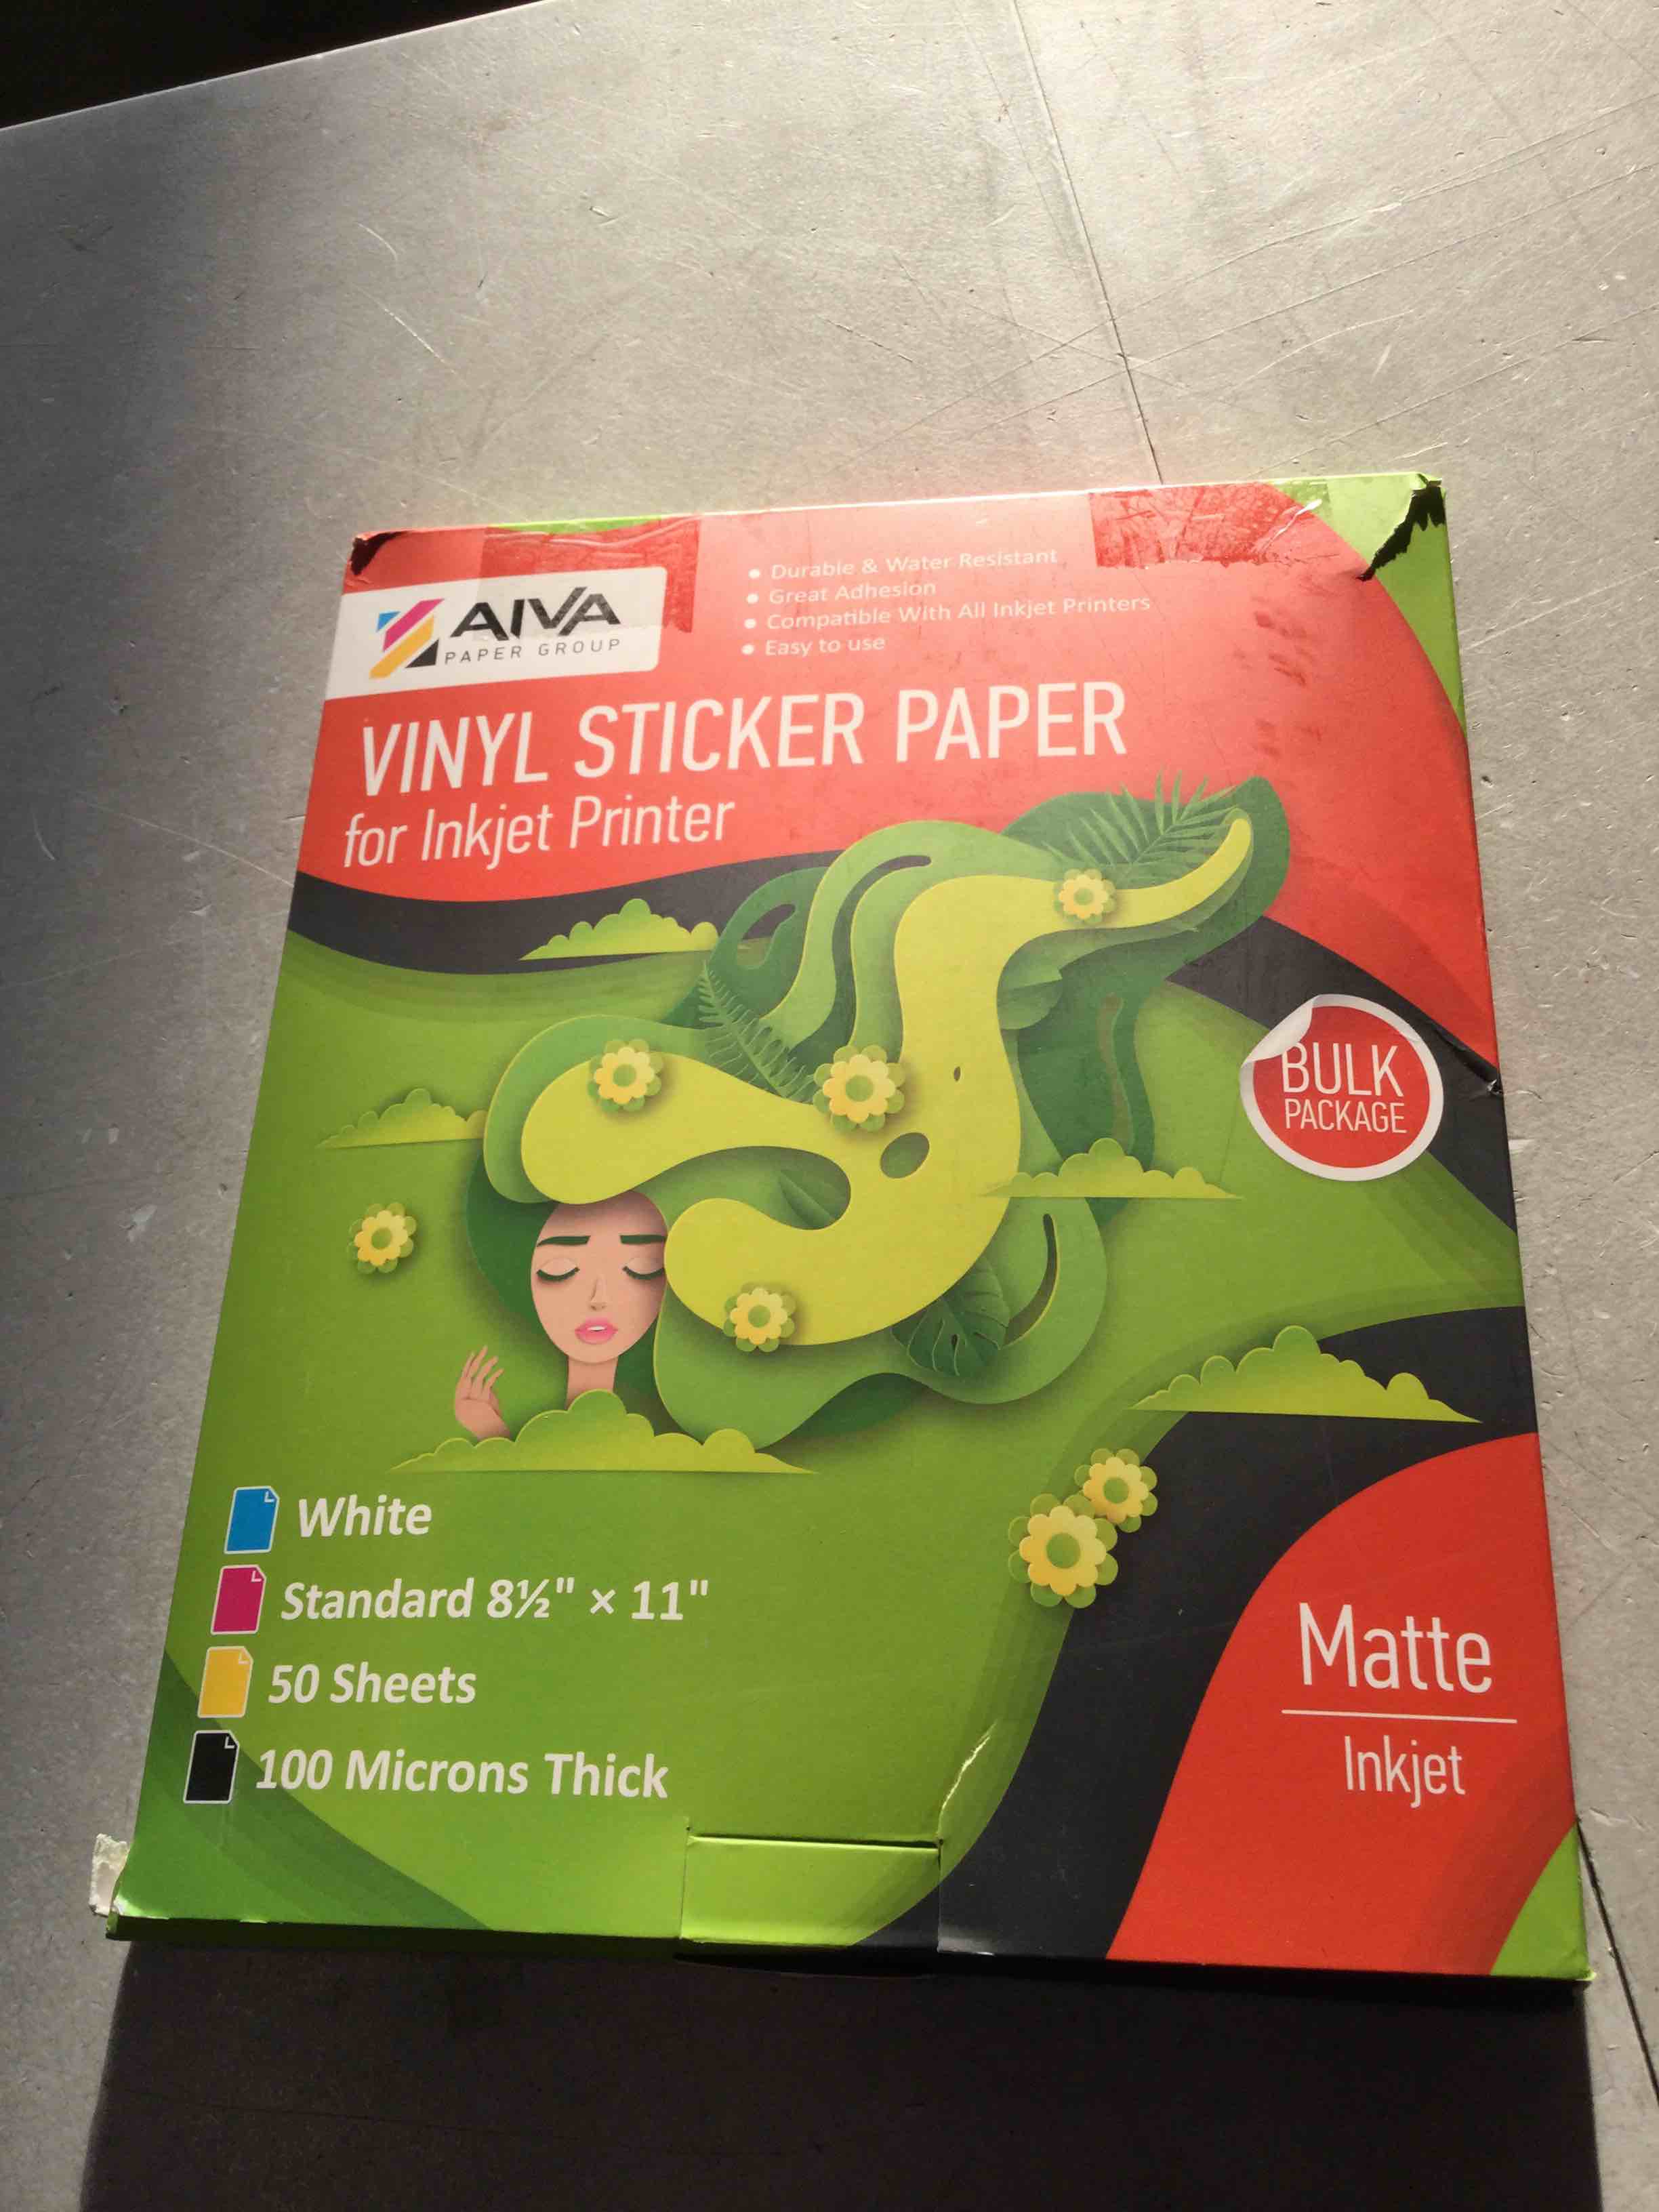 AIVA
PAPER GROUP
• Durable & Water Resistant
• Great Adhesion
• Compatible With All Inkjet Printers
• Easy to use
VINYL STICKER PAPER
for Inkjet Printer
BULK
PACKAGE
White
Standard 8½" × 11"
50 Sheets
100 Microns Thick
Matte
Inkjet